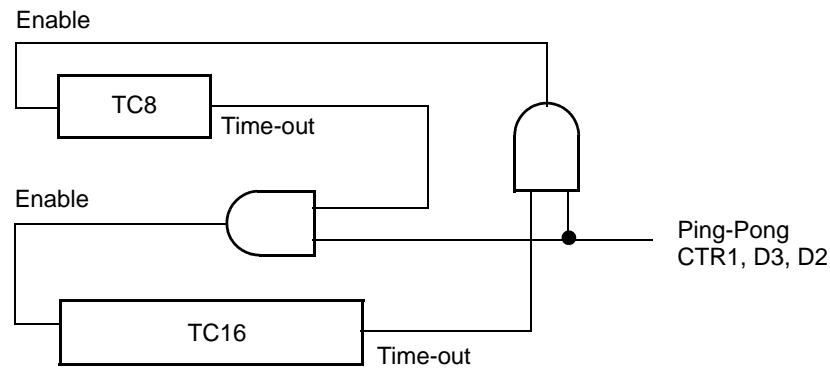 Enable
TC8
Time-out
Enable
Ping-Pong
CTR1, D3, D2
TC16
Time-out